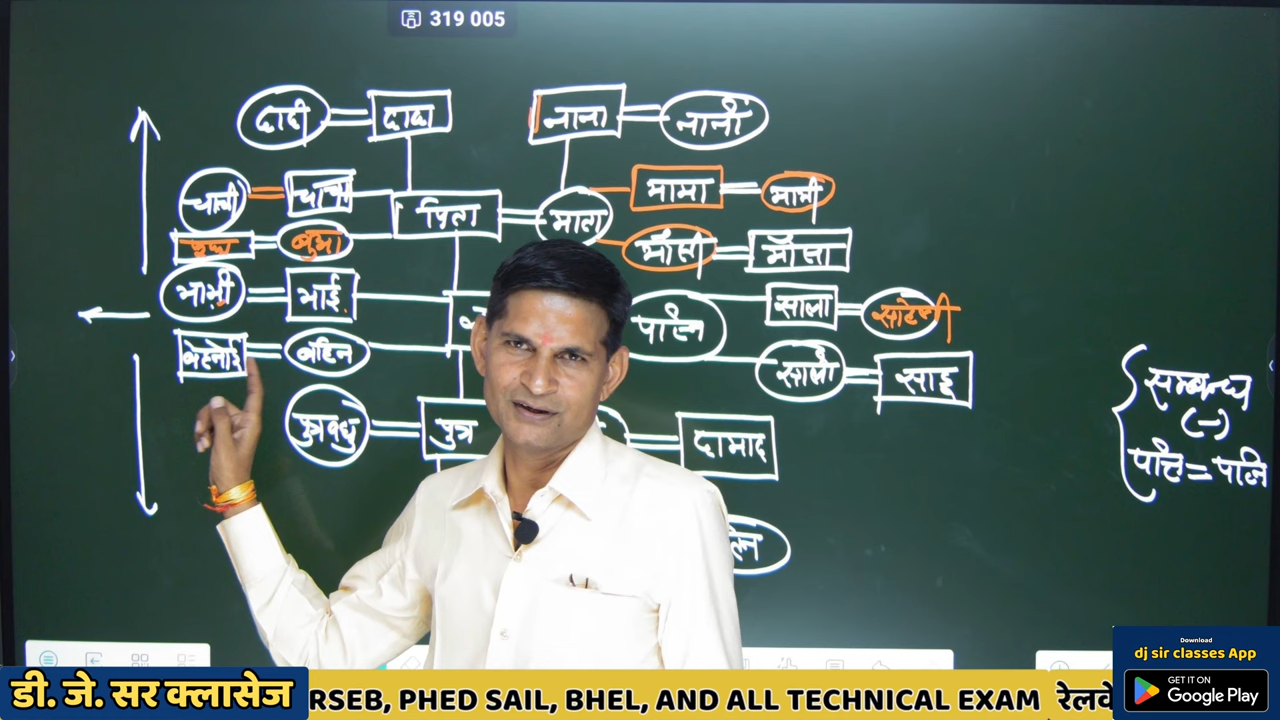 319 005
दादी = दादा
नाना = नानी
चाची = चाचा
मामा = मामी
पिता = माता
फूफा = बुआ
मौसी = मौसा
भाभी = भाई
साला
पत्नि
बहनोई = बहिन
साली = साढू
पुत्रवधु = पुत्र
दामाद
सम्बन्ध
(-)
पति = पत्नि
Download
dj sir classes App
GET IT ON
Google Play
डी. जे. सर क्लासेज
RSEB, PHED SAIL, BHEL, AND ALL TECHNICAL EXAM रेलवे